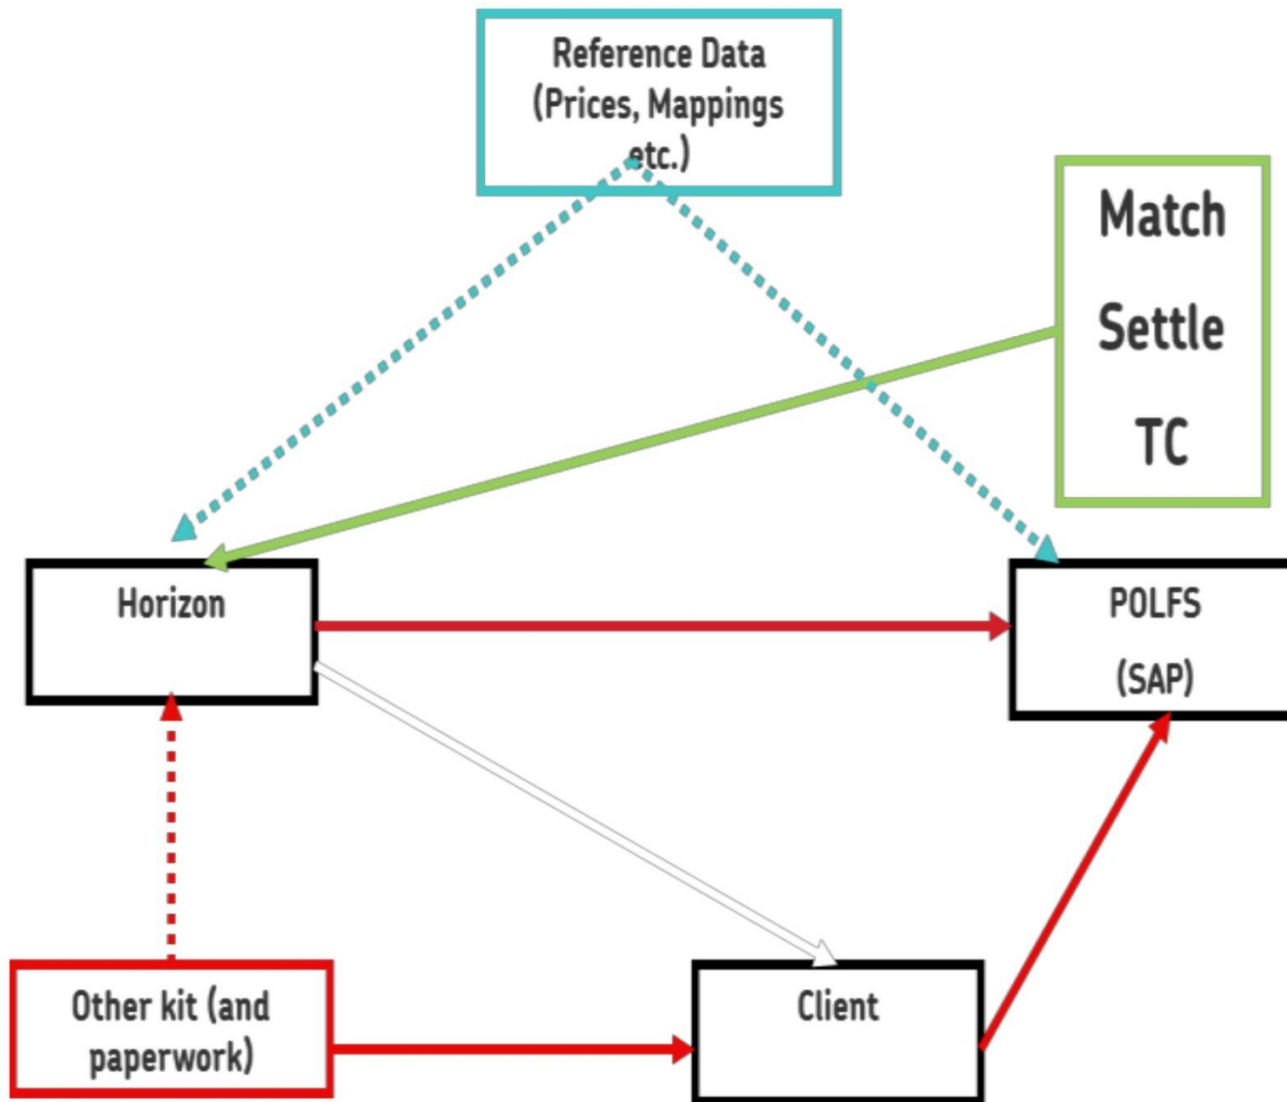 Reference Data
(Prices, Mappings
etc.)
Match
Settle
TC
Horizon
POLFS
(SAP)
Other kit (and
paperwork)
Client